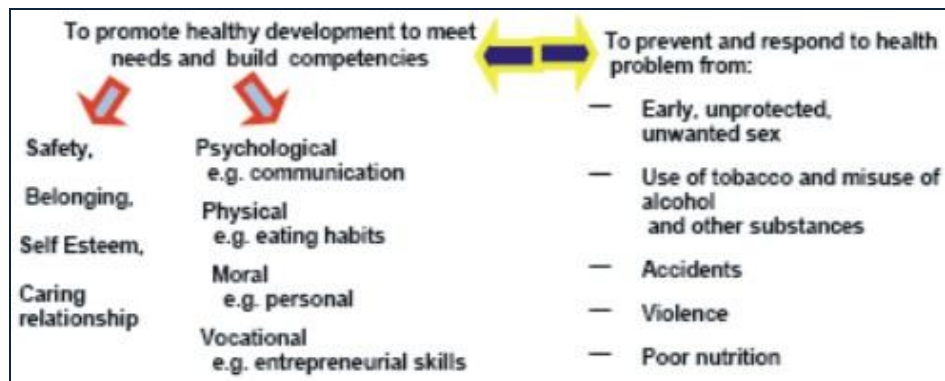 To promote healthy development to meet
needs and build competencies
To prevent and respond to health
problem from:
Safety,
Belonging,
Self Esteem,
Caring
relationship
Psychological
e.g. communication
Physical
e.g. eating habits
Moral
e.g. personal
Vocational
e.g. entrepreneurial skills
— Early, unprotected,
unwanted sex
— Use of tobacco and misuse of
alcohol
and other substances
— Accidents
— Violence
— Poor nutrition